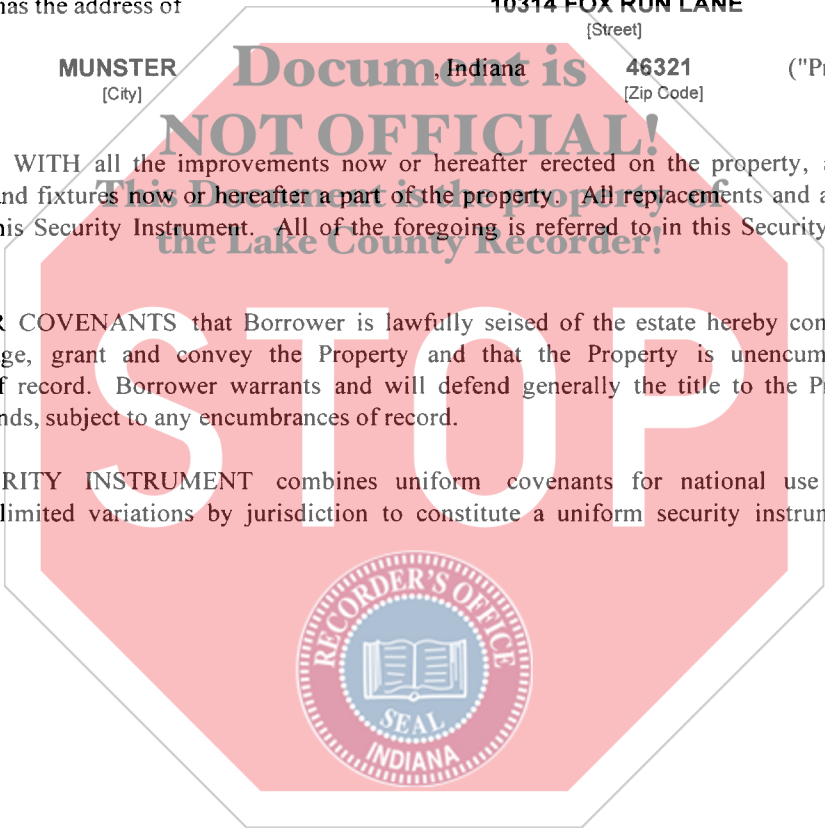 has the address of 10314 FOX RUN LANE
[Street]
MUNSTER , Indiana 46321 ("P
[City] [Zip Code]
Document is
NOT OFFICIAL!
This Document is the property of
the Lake County Recorder!
WITH all the improvements now or hereafter erected on the property,
and fixtures now or hereafter a part of the property. All replacements and a
his Security Instrument. All of the foregoing is referred to in this Security
R COVENANTS that Borrower is lawfully seised of the estate hereby con
ge, grant and convey the Property and that the Property is unencum
f record. Borrower warrants and will defend generally the title to the P
nds, subject to any encumbrances of record.
RITY INSTRUMENT combines uniform covenants for national use
limited variations by jurisdiction to constitute a uniform security instrum
STOP
RECORDER'S OFFICE
SEAL
INDIANA